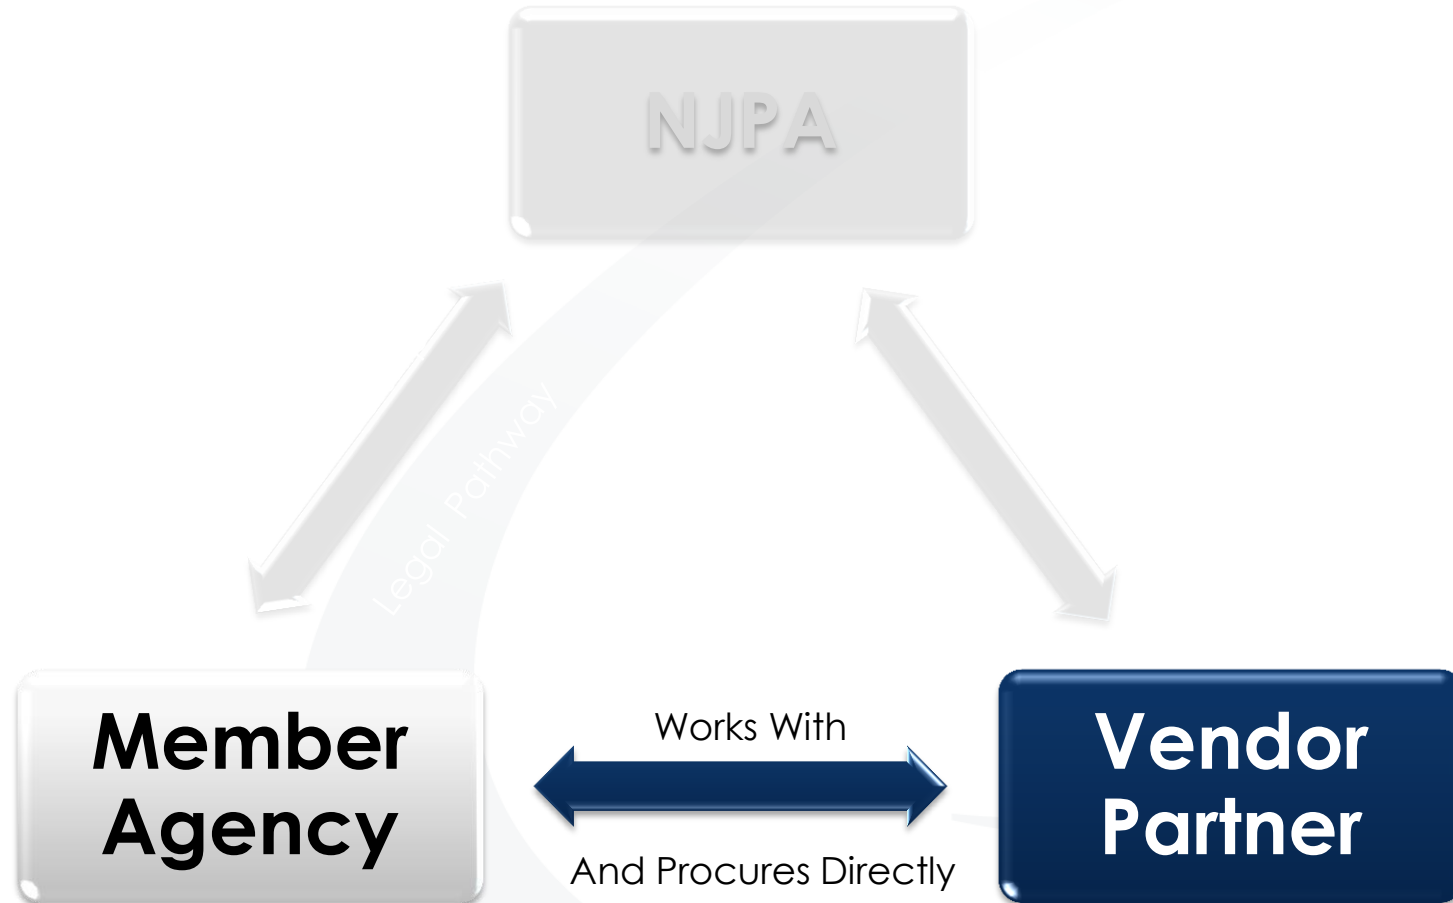 NJPA
Legal Pathway
Member
Agency
Works With
And Procures Directly
Vendor
Partner